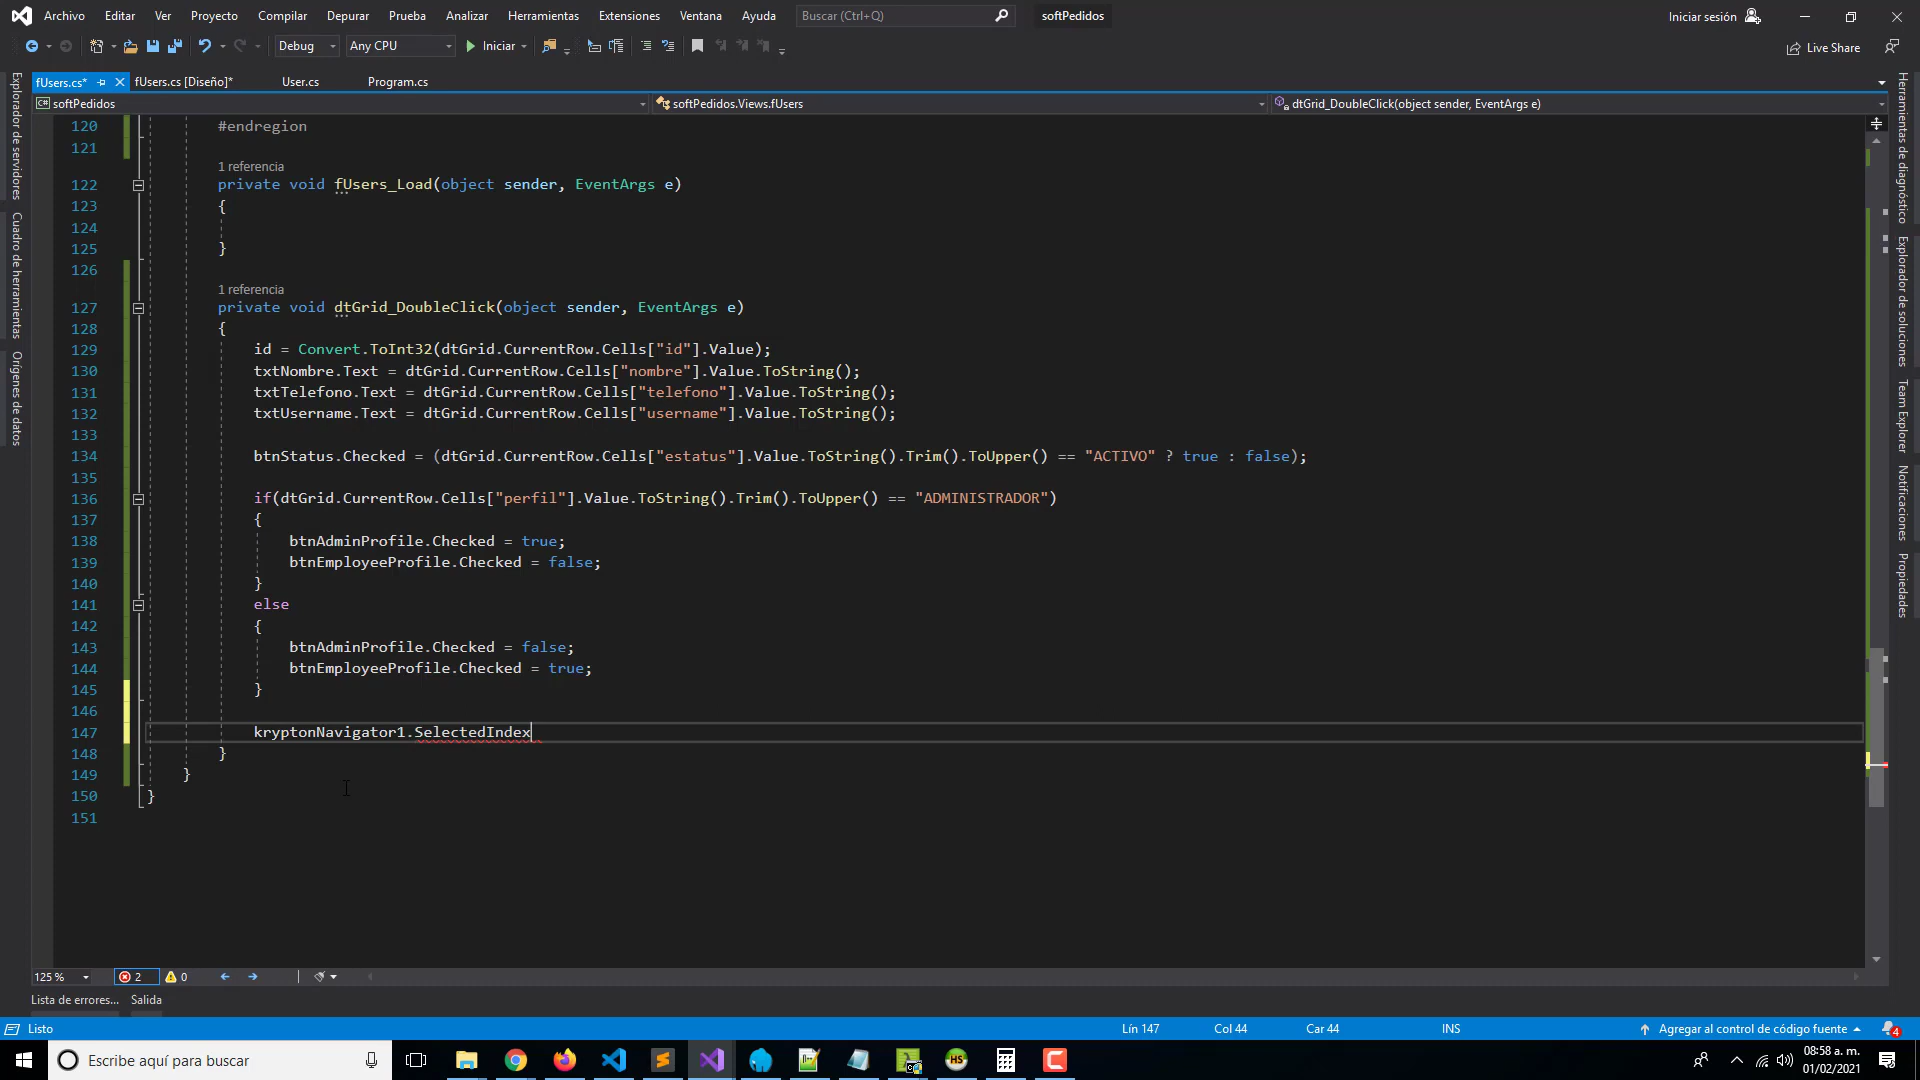 Archivo Editar Ver Proyecto Compilar Depurar Prueba Analizar Herramientas Extensiones Ventana Ayuda Buscar (Ctrl+Q) softPedidos Iniciar sesión
Debug Any CPU Iniciar Live Share
fUsers.cs* fUsers.cs [Diseño]* User.cs Program.cs
softPedidos softPedidos.Views.fUsers dtGrid_DoubleClick(object sender, EventArgs e)
Explorador de servidores
Cuadro de herramientas
Orígenes de datos
120 #endregion
121
1 referencia
122 private void fUsers_Load(object sender, EventArgs e)
123 {
124
125 }
126
1 referencia
127 private void dtGrid_DoubleClick(object sender, EventArgs e)
128 {
129 id = Convert.ToInt32(dtGrid.CurrentRow.Cells["id"].Value);
130 txtNombre.Text = dtGrid.CurrentRow.Cells["nombre"].Value.ToString();
131 txtTelefono.Text = dtGrid.CurrentRow.Cells["telefono"].Value.ToString();
132 txtUsername.Text = dtGrid.CurrentRow.Cells["username"].Value.ToString();
133
134 btnStatus.Checked = (dtGrid.CurrentRow.Cells["estatus"].Value.ToString().Trim().ToUpper() == "ACTIVO" ? true : false);
135
136 if(dtGrid.CurrentRow.Cells["perfil"].Value.ToString().Trim().ToUpper() == "ADMINISTRADOR")
137 {
138 btnAdminProfile.Checked = true;
139 btnEmployeeProfile.Checked = false;
140 }
141 else
142 {
143 btnAdminProfile.Checked = false;
144 btnEmployeeProfile.Checked = true;
145 }
146
147 kryptonNavigator1.SelectedIndex
148 }
149 }
150 }
151
Herramientas de diagnóstico
Explorador de soluciones
Team Explorer
Notificaciones
Propiedades
125 % 2 0
Lista de errores... Salida
Listo Lín 147 Col 44 Car 44 INS Agregar al control de código fuente 4
Escribe aquí para buscar HS 08:58 a. m.
01/02/2021